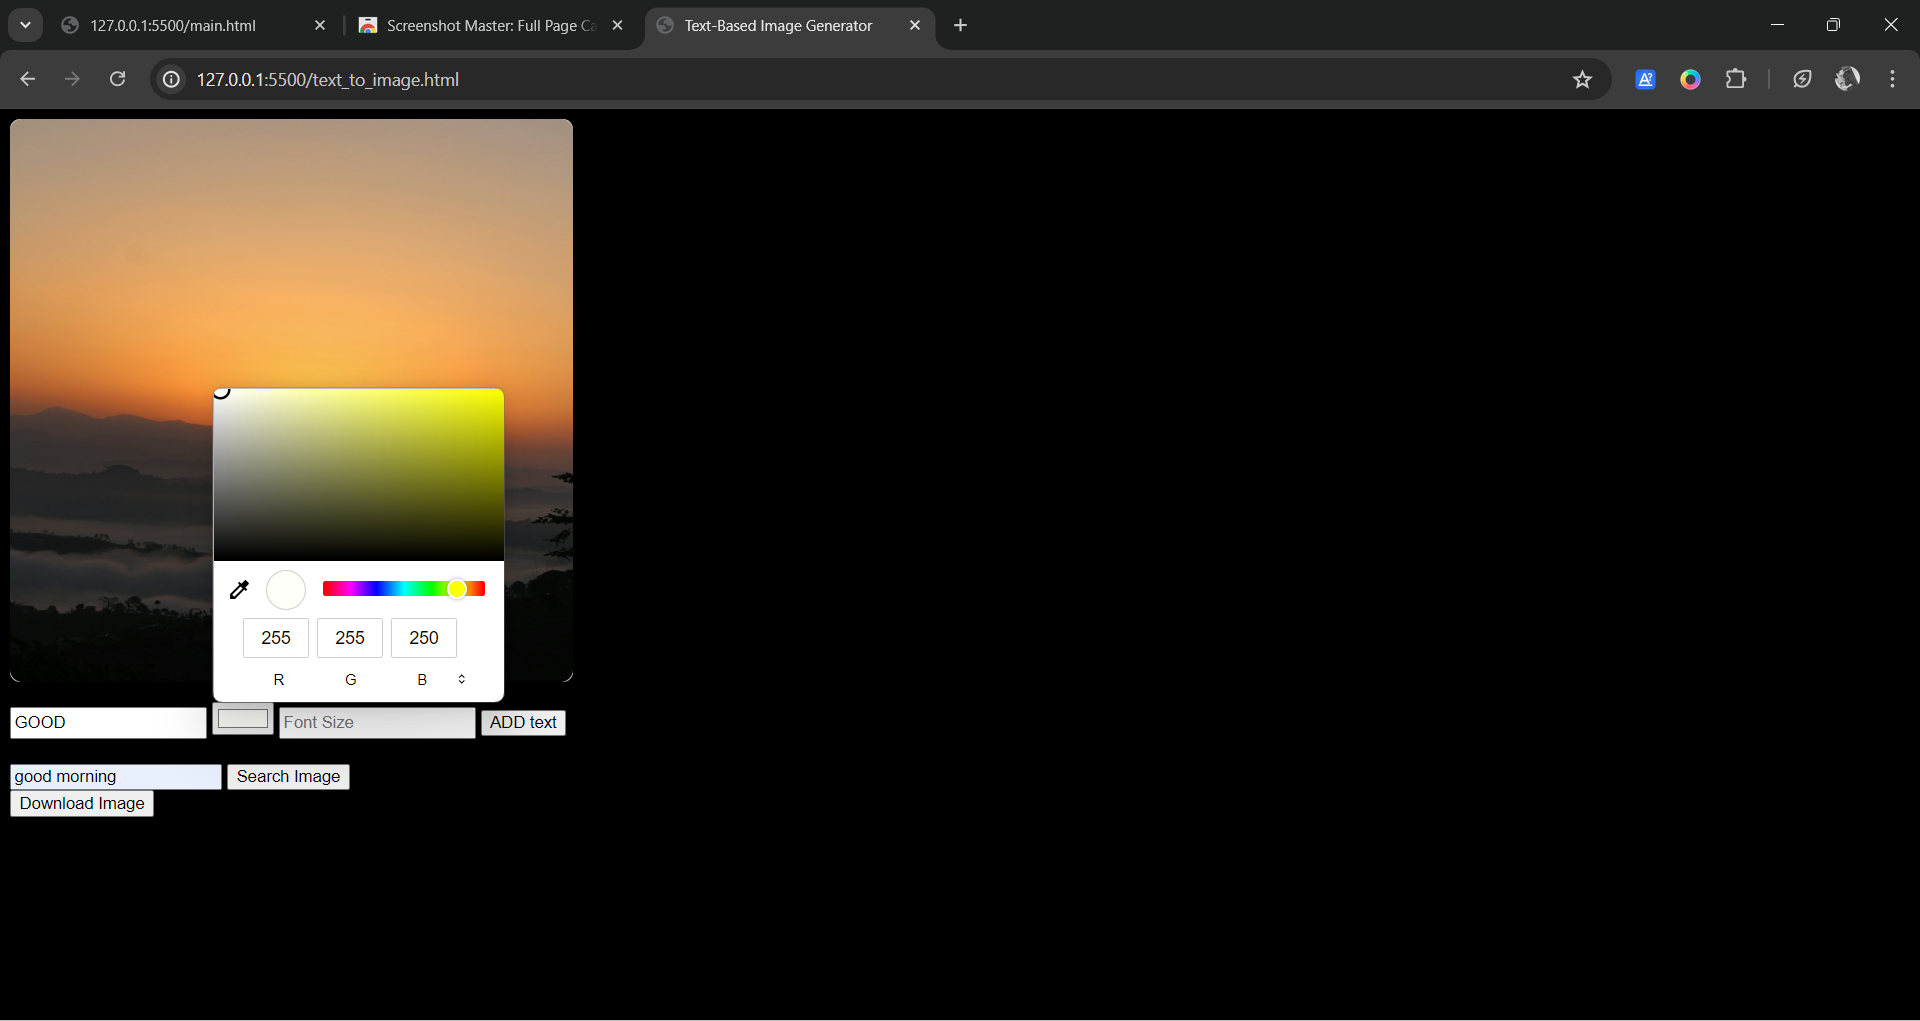 127.0.0.1:5500/main.html
Screenshot Master: Full Page Ca
Text-Based Image Generator
127.0.0.1:5500/text_to_image.html
255 255 250
R G B
GOOD
Font Size
ADD text
good morning
Search Image
Download Image